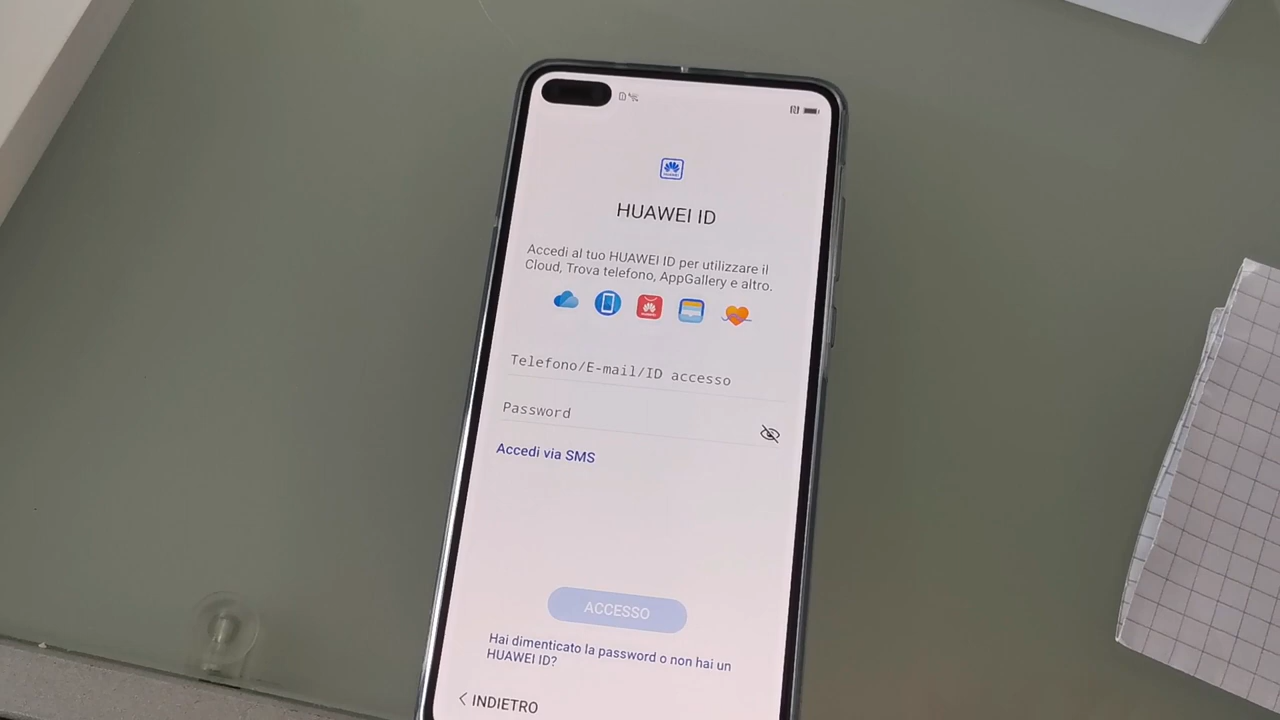 HUAWEI ID
Accedi al tuo HUAWEI ID per utilizzare il
Cloud, Trova telefono, AppGallery e altro.
Telefono/E-mail/ID accesso
Password
Accedi via SMS
ACCESSO
Hai dimenticato la password o non hai un
HUAWEI ID?
INDIETRO